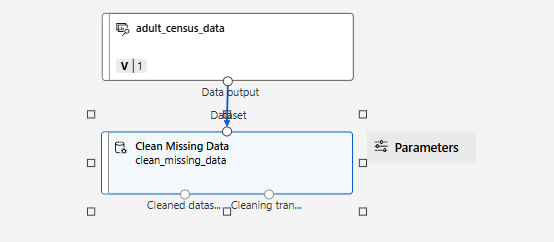 adult_census_data
V 1
Data output
Dataset
Clean Missing Data
clean_missing_data
Parameters
Cleaned datas...
Cleaning tran...